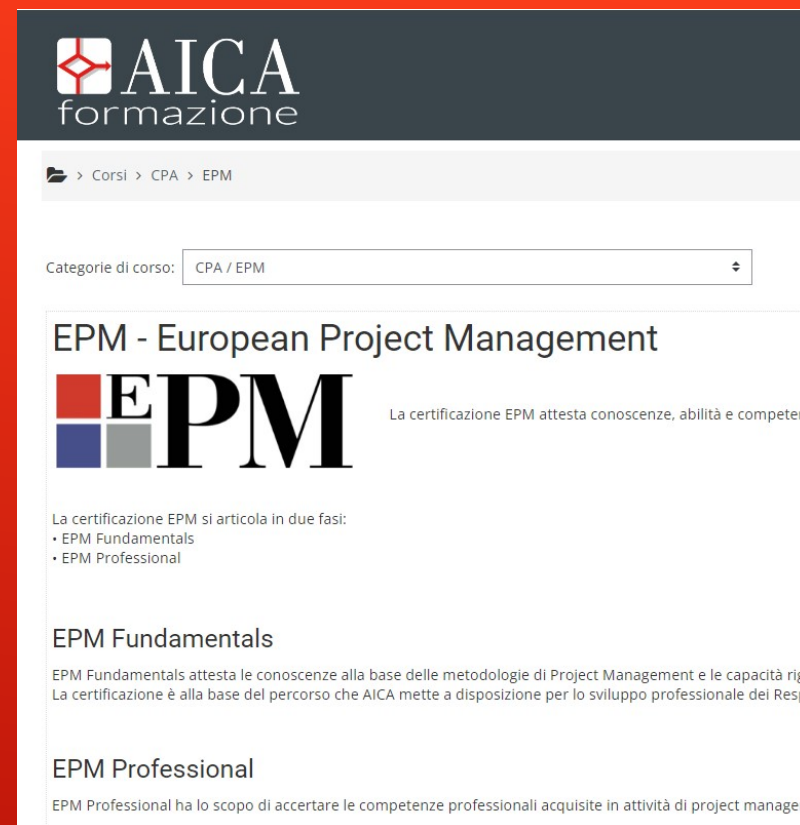 AICA
formazione
> Corsi > CPA > EPM
Categorie di corso: CPA / EPM
EPM - European Project Management
EPM
La certificazione EPM attesta conoscenze, abilità e
La certificazione EPM si articola in due fasi:
• EPM Fundamentals
• EPM Professional
EPM Fundamentals
EPM Fundamentals attesta le conoscenze alla base delle metodologie di Project Management e le capacità
La certificazione è alla base del percorso che AICA mette a disposizione per lo sviluppo professionale dei
EPM Professional
EPM Professional ha lo scopo di accertare le competenze professionali acquisite in attività di project